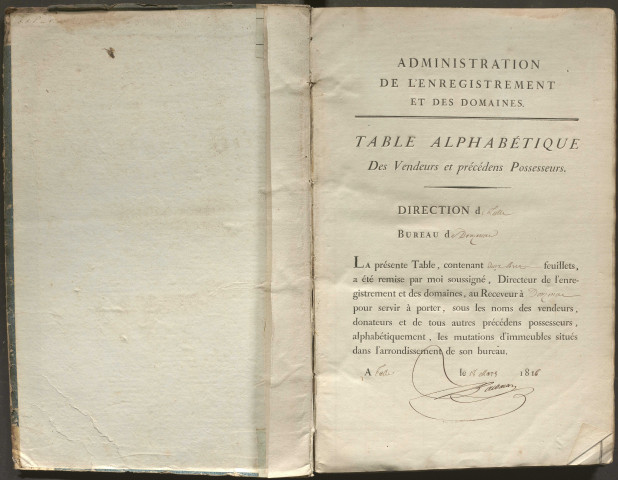 ADMINISTRATION
DE L'ENREGISTREMENT
ET DES DOMAINES.
TABLE ALPHABÉTIQUE
Des Vendeurs et précédens Possesseurs.
DIRECTION d
BUREAU d
LA présente Table, contenant feuillets,
a été remise par moi soussigné, Directeur de l'enre-
gistrement et des domaines, au Receveur à
pour servir à porter, sous les noms des vendeurs,
donateurs et de tous autres précédens possesseurs,
alphabétiquement, les mutations d'immeubles situés
dans l'arrondissement de son bureau.
A le 16 Mars 1816